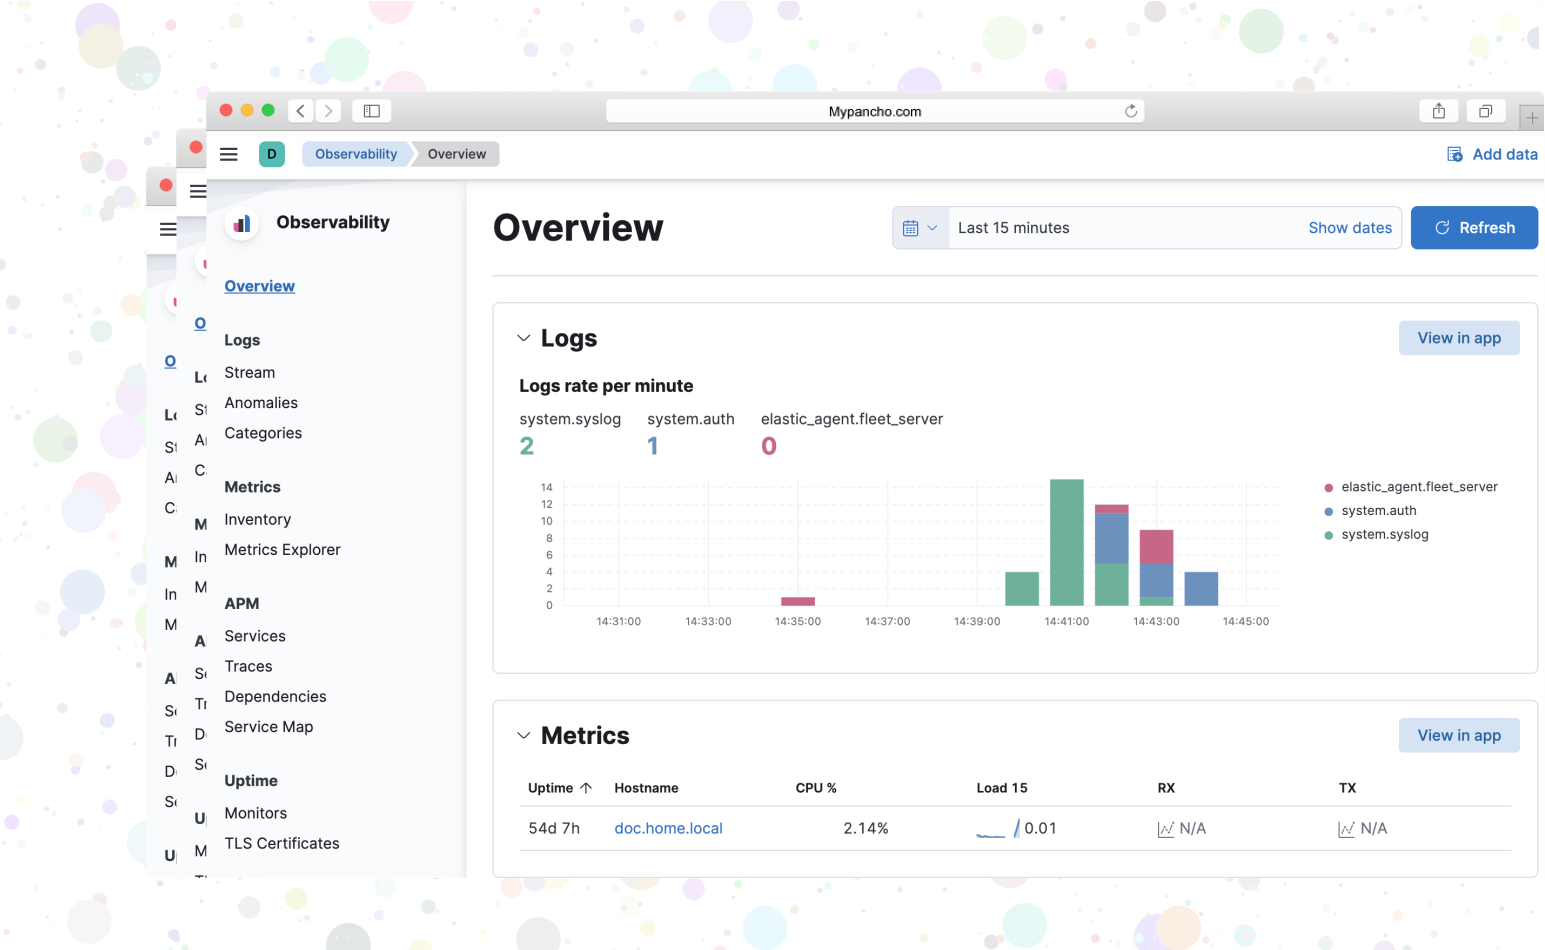 Mypancho.com
D
Observability
Overview
Add data
Observability
Overview
Logs
Stream
Anomalies
Categories
Metrics
Inventory
Metrics Explorer
APM
Services
Traces
Dependencies
Service Map
Uptime
Monitors
TLS Certificates
Overview
Last 15 minutes
Show dates
Refresh
Logs
View in app
Logs rate per minute
system.syslog system.auth elastic_agent.fleet_server
2 1 0
14
12
10
8
6
4
2
0
14:31:00 14:33:00 14:35:00 14:37:00 14:39:00 14:41:00 14:43:00 14:45:00
elastic_agent.fleet_server
system.auth
system.syslog
Metrics
View in app
Uptime Hostname CPU % Load 15 RX TX
54d 7h doc.home.local 2.14% 0.01 N/A N/A